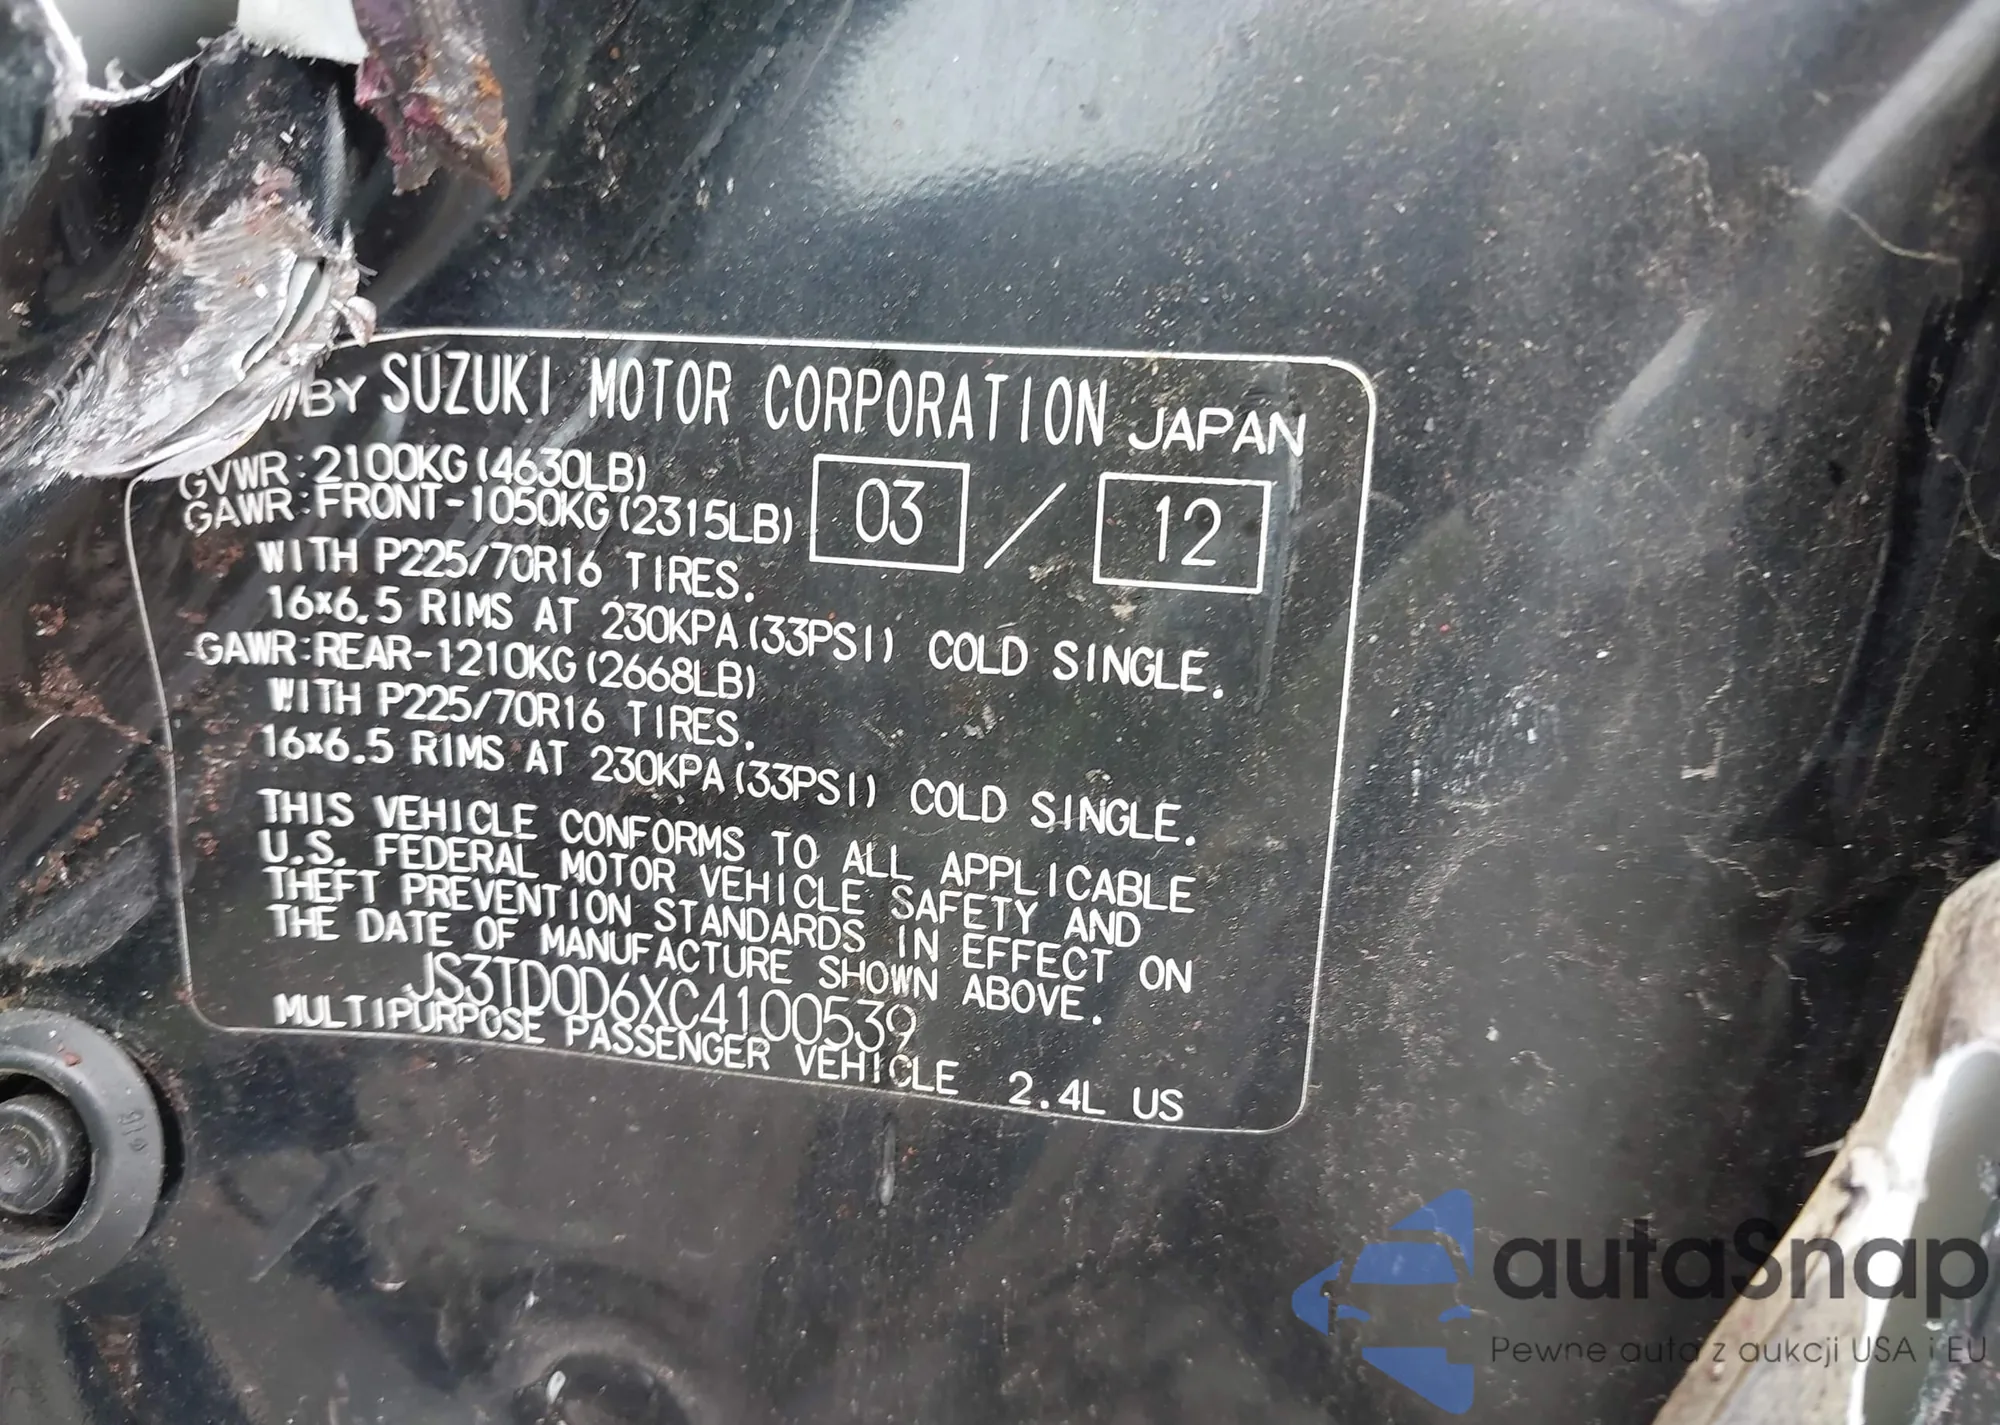 BY SUZUKI MOTOR CORPORATION JAPAN
GVWR:2100KG(4630LB)
GAWR:FRONT-1050KG(2315LB) 03 / 12
WITH P225/70R16 TIRES.
16x6.5 RIMS AT 230KPA(33PSI) COLD SINGLE.
GAWR:REAR-1210KG(2668LB)
WITH P225/70R16 TIRES.
16x6.5 RIMS AT 230KPA(33PSI) COLD SINGLE.
THIS VEHICLE CONFORMS TO ALL APPLICABLE
U.S. FEDERAL MOTOR VEHICLE SAFETY AND
THEFT PREVENTION STANDARDS IN EFFECT ON
THE DATE OF MANUFACTURE SHOWN ABOVE.
JS3TD0D6XC4100539
MULTIPURPOSE PASSENGER VEHICLE 2.4L US
autaSnap
Pewne auta z aukcji USA i EU